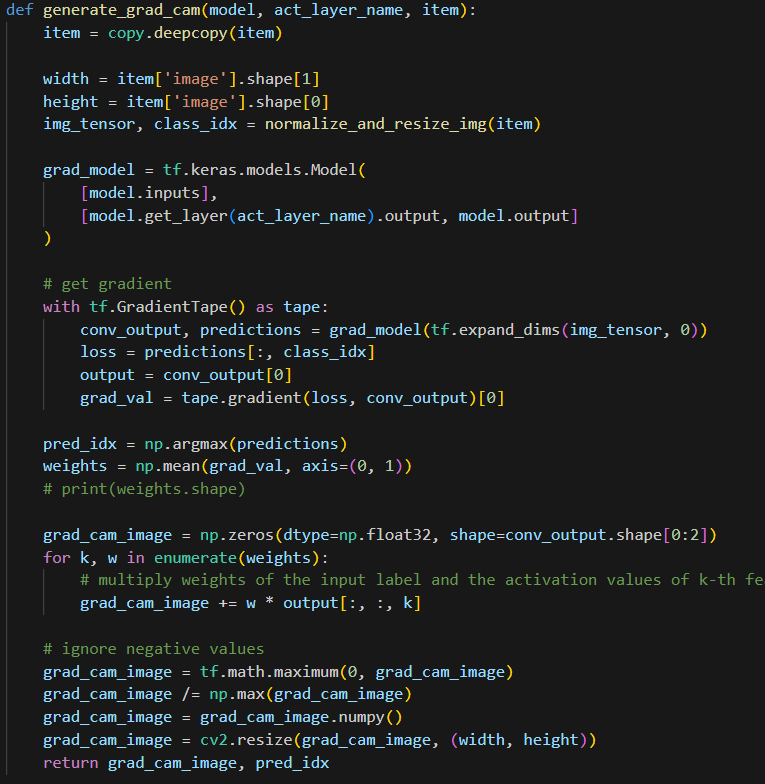 def generate_grad_cam(model, act_layer_name, item):
    item = copy.deepcopy(item)

    width = item['image'].shape[1]
    height = item['image'].shape[0]
    img_tensor, class_idx = normalize_and_resize_img(item)

    grad_model = tf.keras.models.Model(
        [model.inputs],
        [model.get_layer(act_layer_name).output, model.output]
    )

    # get gradient
    with tf.GradientTape() as tape:
        conv_output, predictions = grad_model(tf.expand_dims(img_tensor, 0))
        loss = predictions[:, class_idx]
        output = conv_output[0]
        grad_val = tape.gradient(loss, conv_output)[0]

    pred_idx = np.argmax(predictions)
    weights = np.mean(grad_val, axis=(0, 1))
    # print(weights.shape)

    grad_cam_image = np.zeros(dtype=np.float32, shape=conv_output.shape[0:2])
    for k, w in enumerate(weights):
        # multiply weights of the input label and the activation values of k-th fe
        grad_cam_image += w * output[:, :, k]

    # ignore negative values
    grad_cam_image = tf.math.maximum(0, grad_cam_image)
    grad_cam_image /= np.max(grad_cam_image)
    grad_cam_image = grad_cam_image.numpy()
    grad_cam_image = cv2.resize(grad_cam_image, (width, height))
    return grad_cam_image, pred_idx